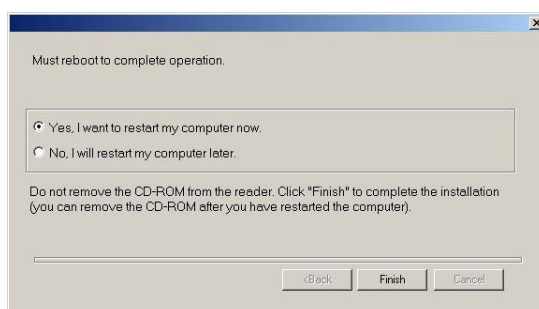 Must reboot to complete operation.
Yes, I want to restart my computer now.
No, I will restart my computer later.
Do not remove the CD-ROM from the reader. Click "Finish" to complete the installation
(you can remove the CD-ROM after you have restarted the computer).
<Back Finish Cancel